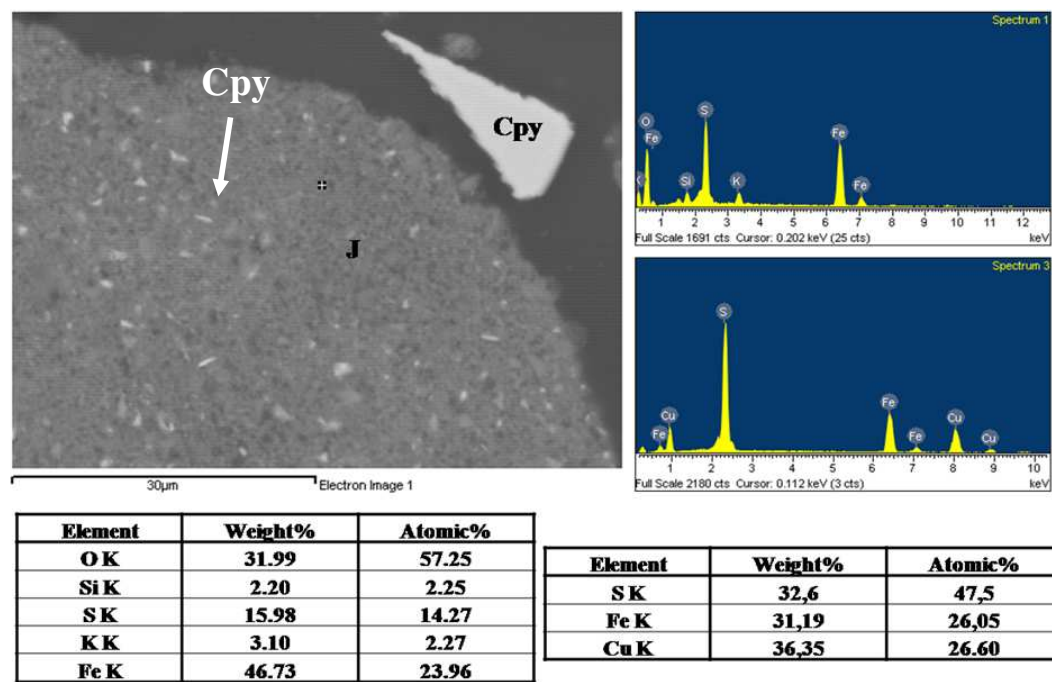 Cpy
Cpy
J
30µm
Electron Image 1
Spectrum 1
O
Fe
Si
S
K
Fe
Fe
1 2 3 4 5 6 7 8 9 10 11 12
Full Scale 1691 cts Cursor: 0.202 keV (25 cts)
keV
Spectrum 3
Fe
Cu
S
Fe
Fe
Cu
Cu
1 2 3 4 5 6 7 8 9 10
Full Scale 2180 cts Cursor: 0.112 keV (3 cts)
keV
Element Weight% Atomic%
O K 31.99 57.25
Si K 2.20 2.25
S K 15.98 14.27
K K 3.10 2.27
Fe K 46.73 23.96
Element Weight% Atomic%
S K 32,6 47,5
Fe K 31,19 26,05
Cu K 36,35 26.60